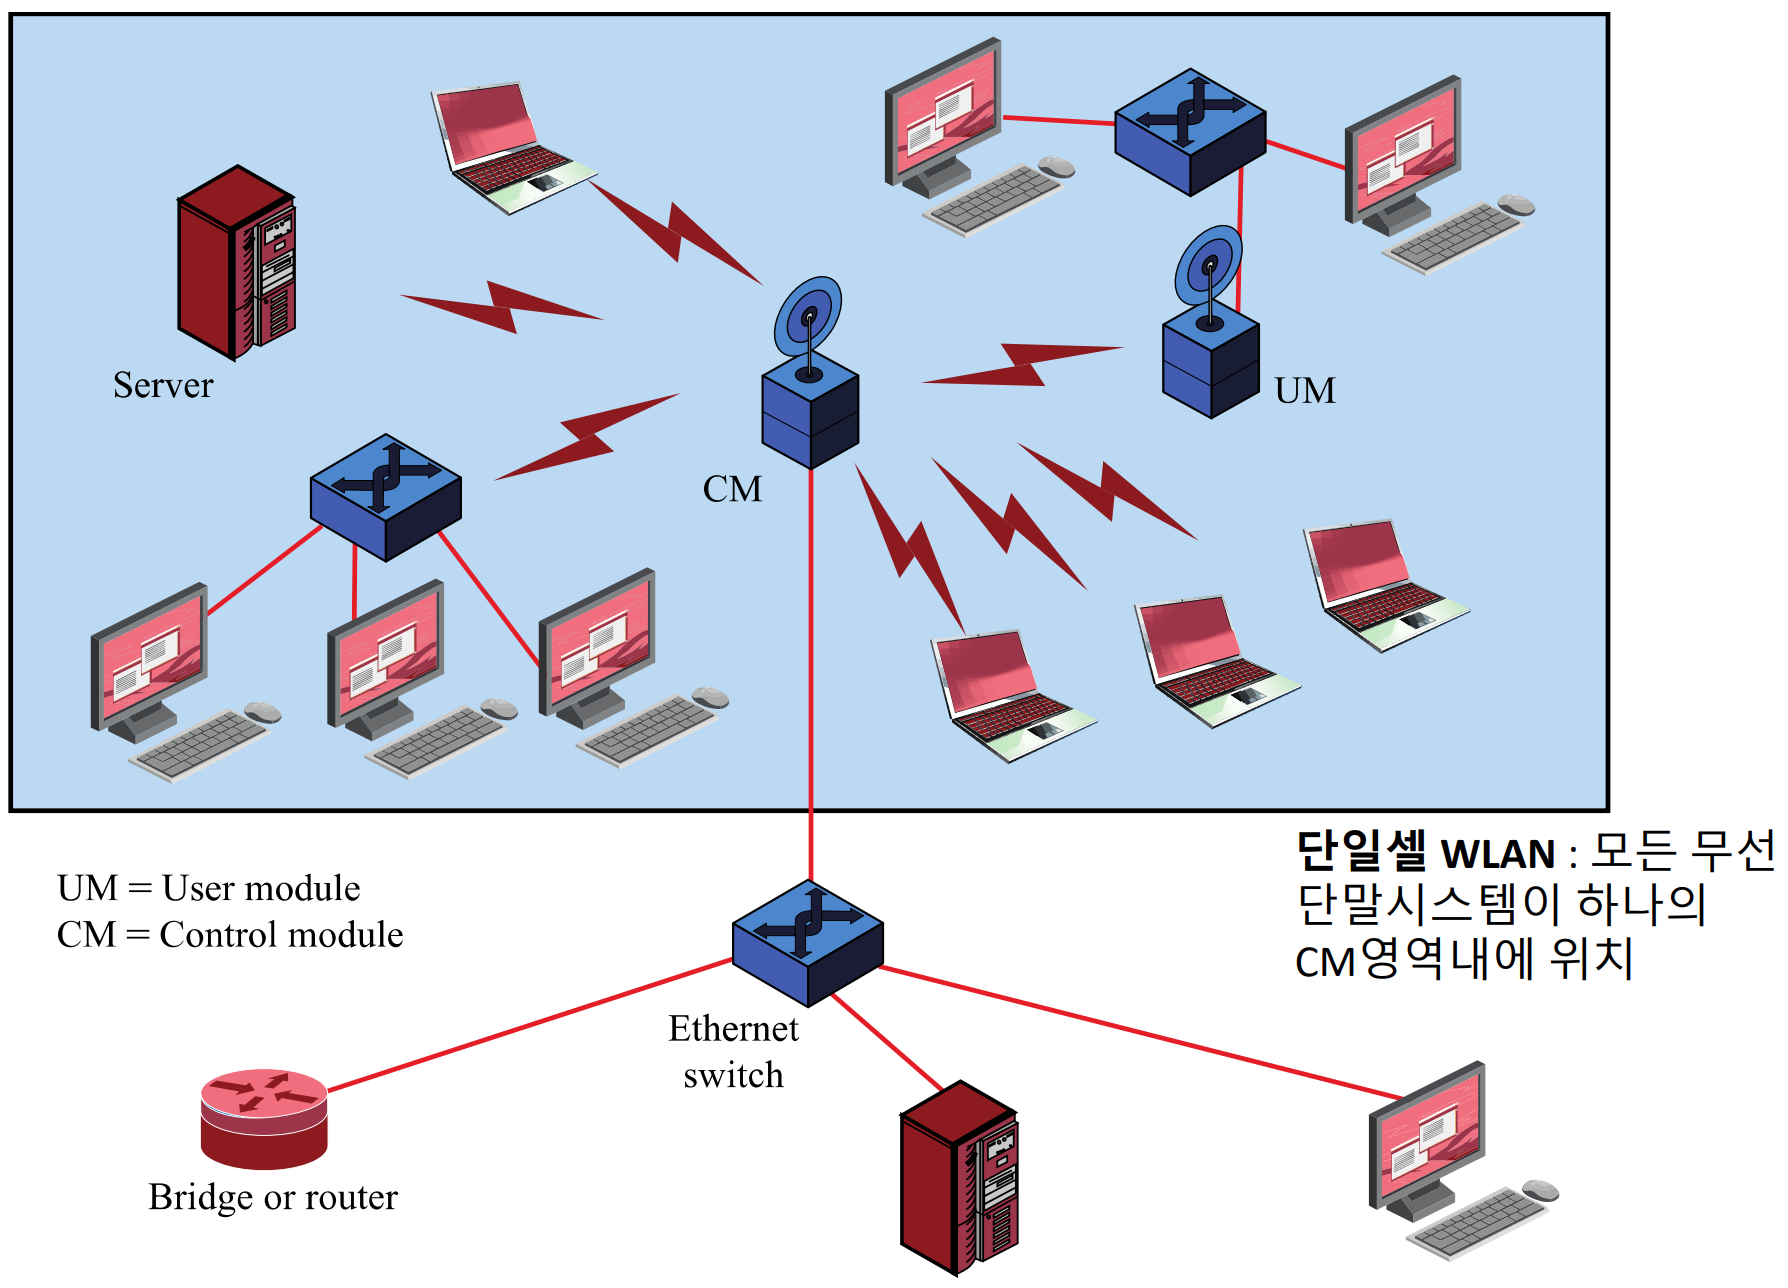 Server
UM
CM
UM = User module
CM = Control module
단일셀 WLAN : 모든 무선
단말시스템이 하나의
CM영역내에 위치
Ethernet
switch
Bridge or router